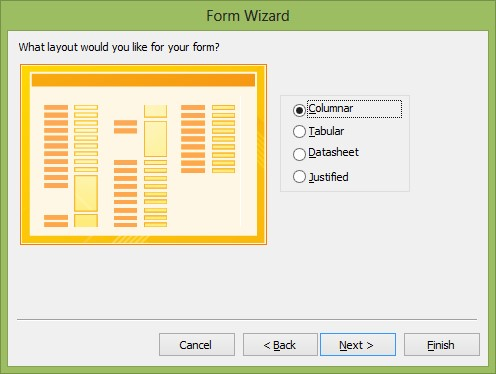 Form Wizard
What layout would you like for your form?
Columnar
Tabular
Datasheet
Justified
Cancel
< Back
Next >
Finish